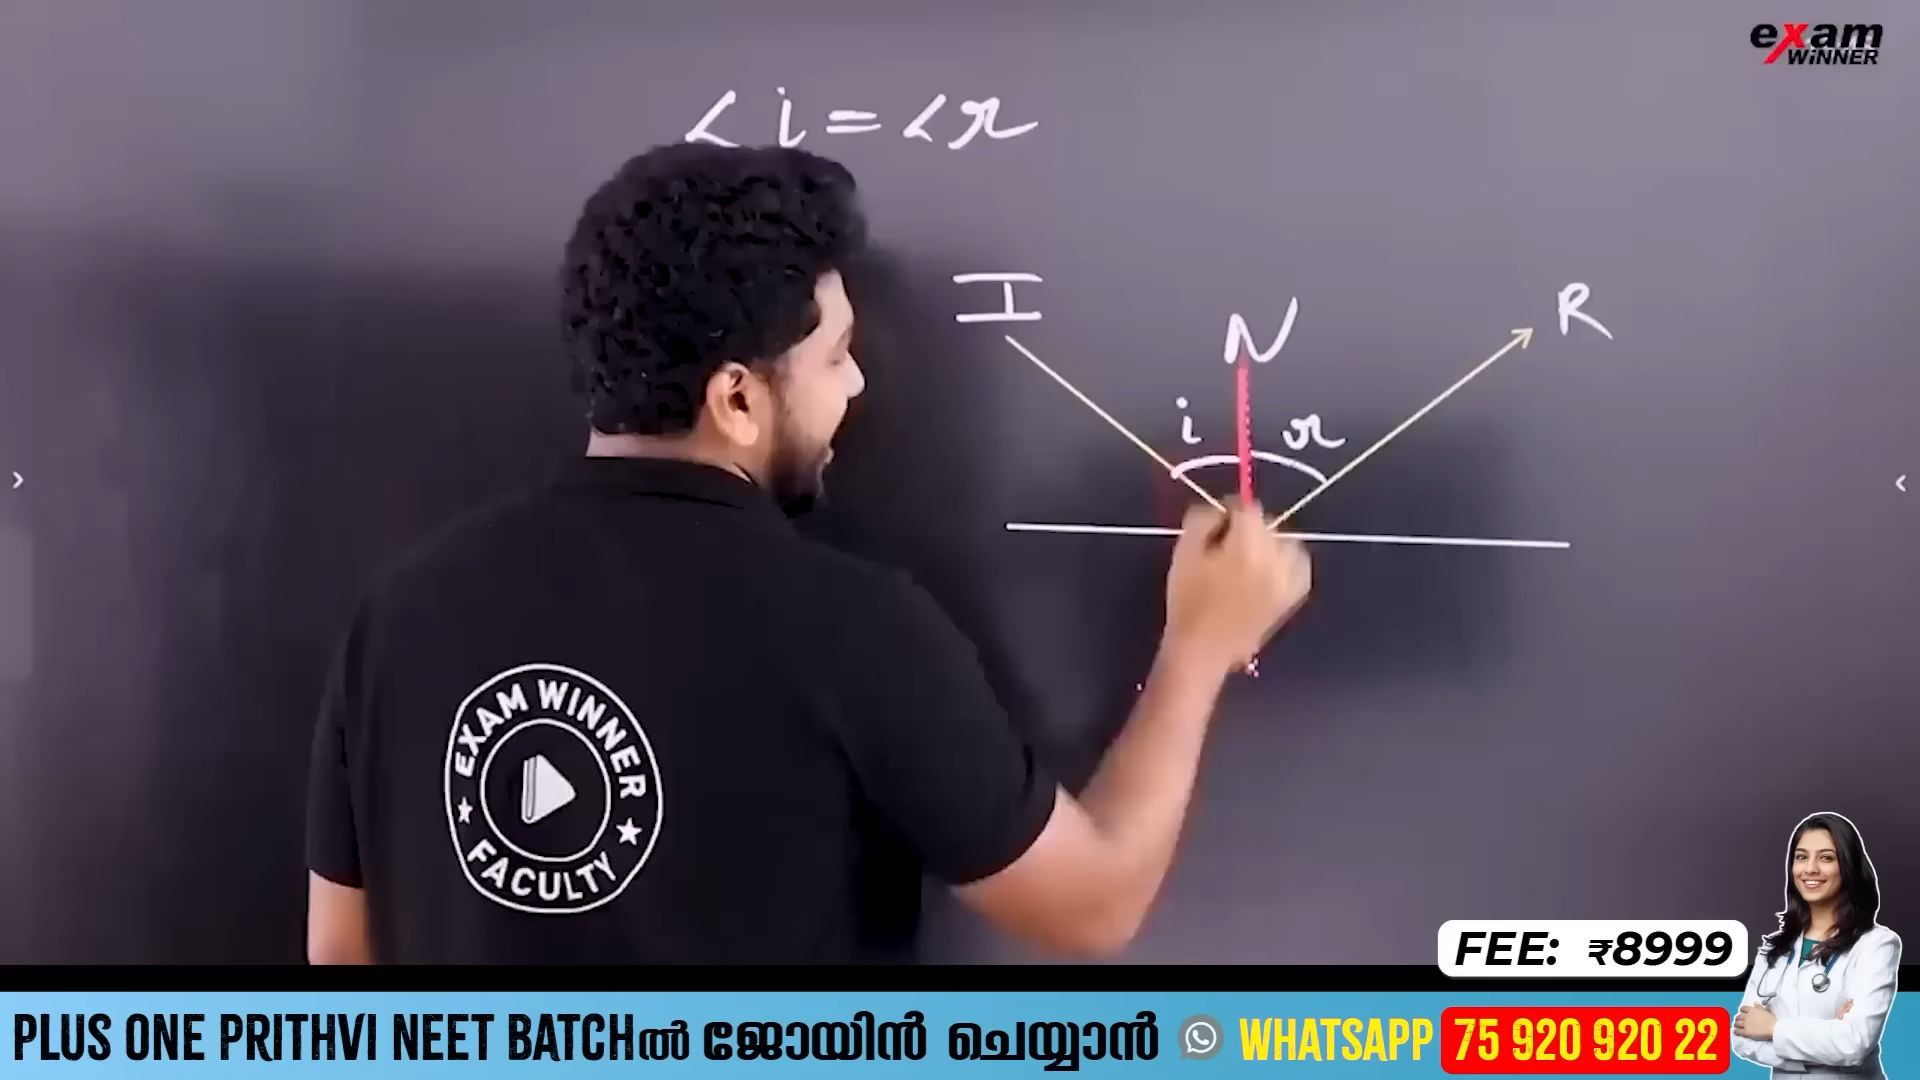 exam
WINNER
< i = < r
I
N
R
i
r
EXAM WINNER
★ FACULTY ★
FEE: ₹8999
PLUS ONE PRITHVI NEET BATCHൽ ജോയിൻ ചെയ്യാൻ WHATSAPP 75 920 920 22